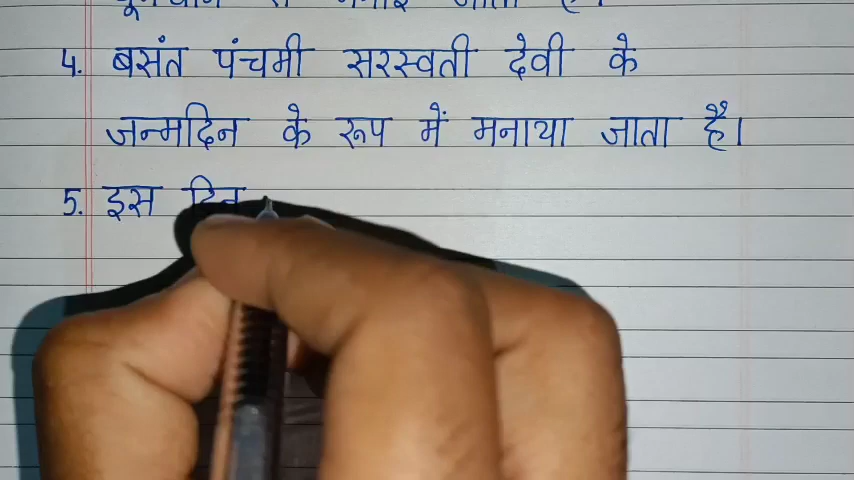 4. बसंत पंचमी सरस्वती देवी के
जन्मदिन के रूप में मनाया जाता है।
5. इस दिन